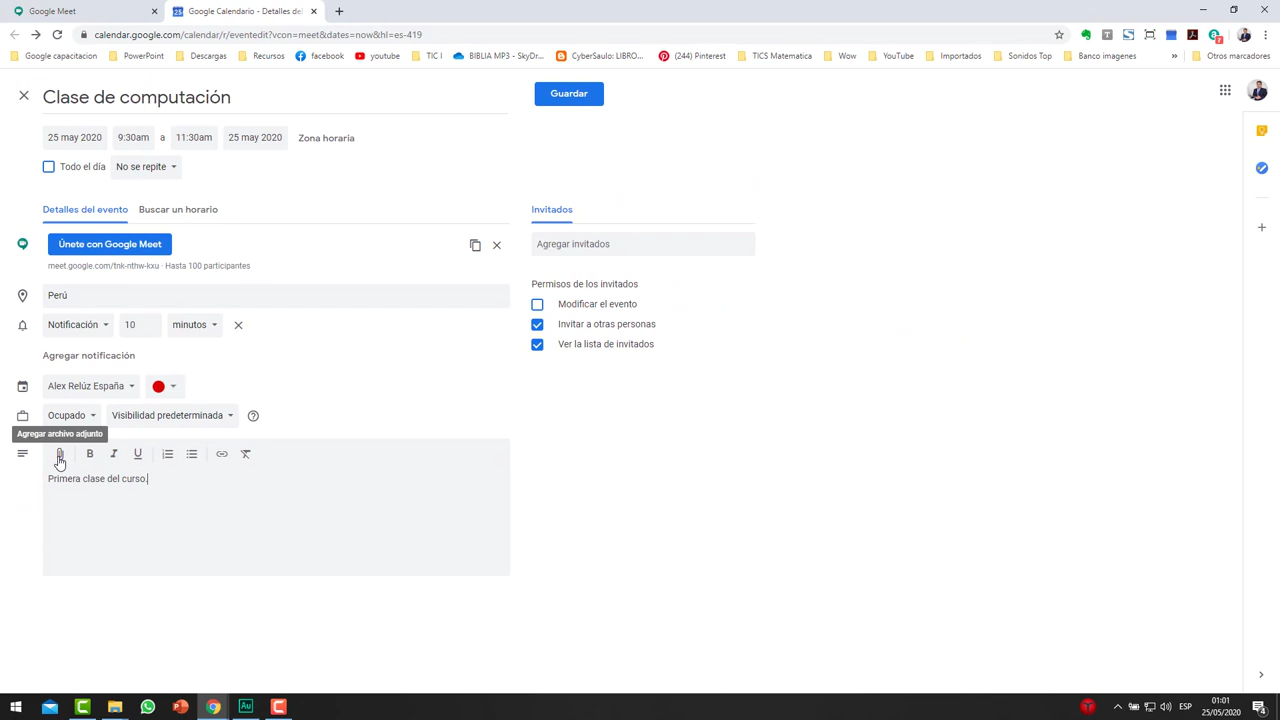 Google Meet
Google Calendario - Detalles del
calendar.google.com/calendar/r/eventedit?vcon=meet&dates=now&hl=es-419
Google capacitacion
PowerPoint
Descargas
Recursos
facebook
youtube
TIC I
BIBLIA MP3 - SkyDr...
CyberSaulo: LIBRO...
(244) Pinterest
TICS Matematica
Wow
YouTube
Importados
Sonidos Top
Banco imagenes
»
Otros marcadores
Clase de computación
Guardar
25 may 2020 9:30am a 11:30am 25 may 2020 Zona horaria
Todo el día No se repite
Detalles del evento Buscar un horario
Invitados
Únete con Google Meet
Agregar invitados
meet.google.com/tnk-nthw-kxu · Hasta 100 participantes
Permisos de los invitados
Perú
Modificar el evento
Notificación 10 minutos
Invitar a otras personas
Ver la lista de invitados
Agregar notificación
Alex Relúz España
Ocupado Visibilidad predeterminada
Agregar archivo adjunto
B I U
Primera clase del curso.
Au
ESP
01:01
25/05/2020
4